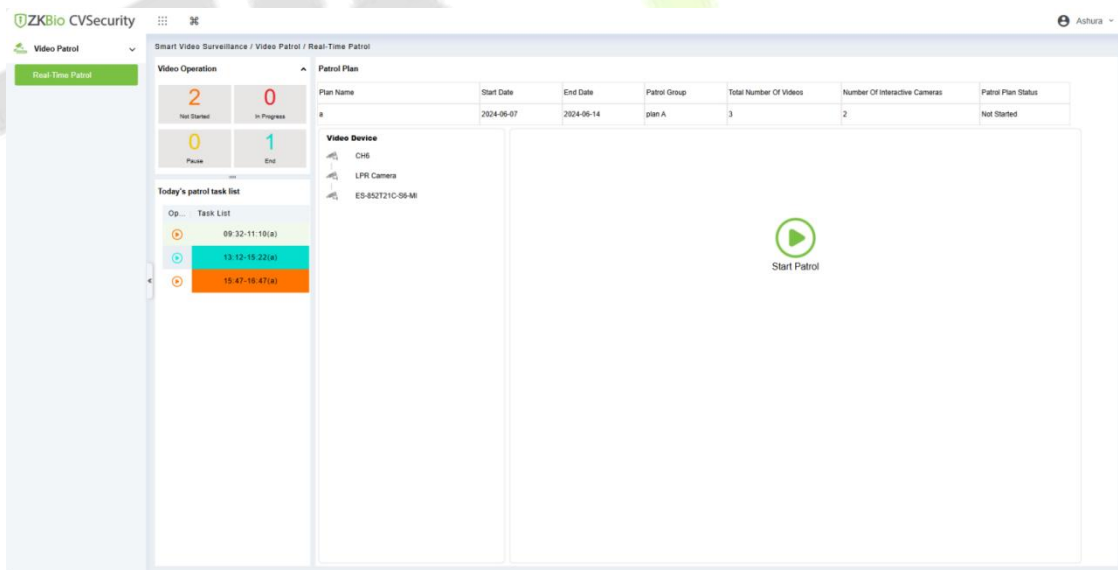 ZKBio CVSecurity
Ashura
Video Patrol
Real-Time Patrol
Smart Video Surveillance / Video Patrol / Real-Time Patrol
Video Operation
2 0
Not Started In Progress
0 1
Pause End
Today's patrol task list
Op... Task List
09:32-11:10(a)
13:12-15:22(a)
15:47-16:47(a)
Patrol Plan
Plan Name Start Date End Date Patrol Group Total Number Of Videos Number Of Interactive Cameras Patrol Plan Status
a 2024-06-07 2024-06-14 plan A 3 2 Not Started
Video Device
CH6
LPR Camera
ES-852T21C-S6-MI
Start Patrol